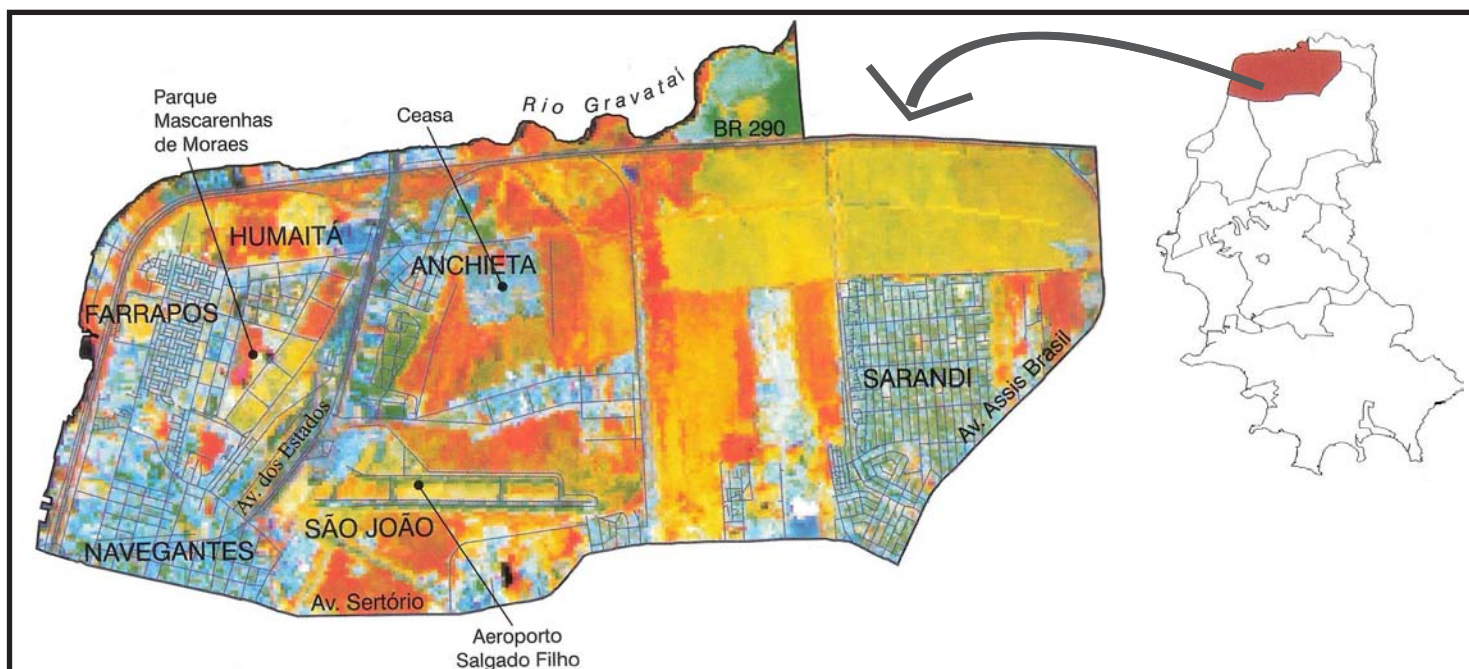 Parque
Mascarenhas
de Moraes
Ceasa
Rio Gravataí
BR 290
HUMAITÁ
ANCHIETA
FARRAPOS
SARANDI
Av. Assis Brasil
Av. dos Estados
SÃO JOÃO
NAVEGANTES
Av. Sertório
Aeroporto
Salgado Filho